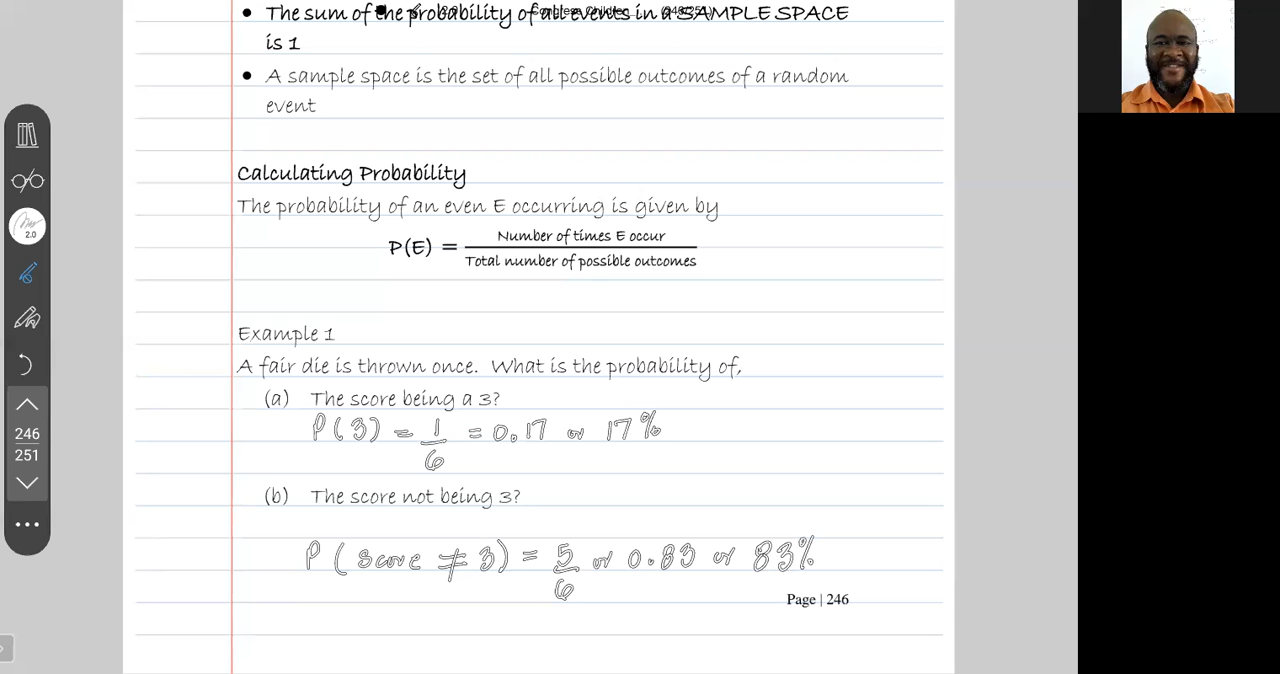 • The sum of the probability of all events in a SAMPLE SPACE
is 1
• A sample space is the set of all possible outcomes of a random
event
Calculating Probability
The probability of an even E occurring is given by
P(E) = Number of times E occur / Total number of possible outcomes
Example 1
A fair die is thrown once. What is the probability of,
(a) The score being a 3?
P(3) = 1/6 = 0.17 or 17%
(b) The score not being 3?
P(score ≠ 3) = 5/6 or 0.83 or 83%
Page | 246
2.0
246
251